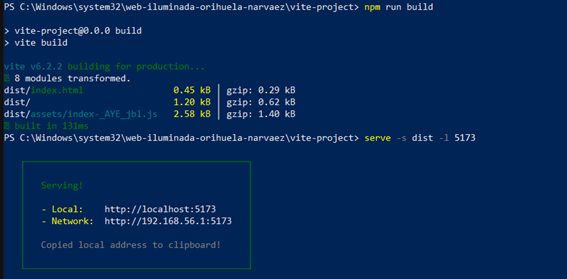 PS C:\Windows\system32\web-iluminada-orihuela-narvaez\vite-project> npm run build
> vite-project@0.0.0 build
> vite build
vite v6.2.2 building for production...
8 modules transformed.
dist/index.html 0.45 kB │ gzip: 0.29 kB
dist/ 1.20 kB │ gzip: 0.62 kB
dist/assets/index-_AYE_jbl.js 2.58 kB │ gzip: 1.40 kB
built in 131ms
PS C:\Windows\system32\web-iluminada-orihuela-narvaez\vite-project> serve -s dist -l 5173
Serving!
- Local: http://localhost:5173
- Network: http://192.168.56.1:5173
Copied local address to clipboard!